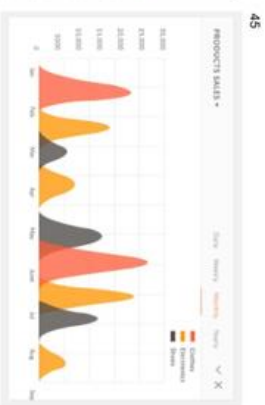 45
PRODUCTS SALES
Daily Weekly Monthly Yearly
Clothes
Electronics
Shoes
30,000
25,000
20,000
15,000
10,000
5000
0
Jan Feb Mar Apr May June Jul Aug Sep